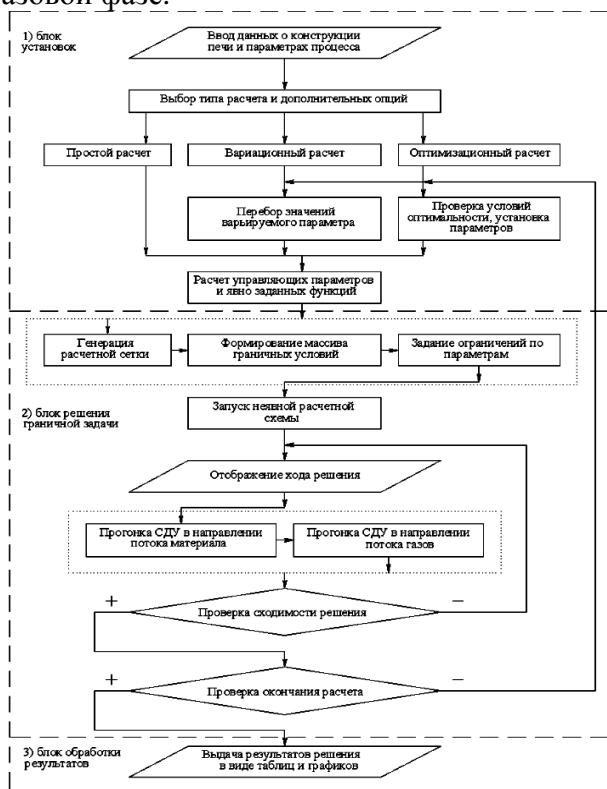 азовой фазе.
1) блок
установок
Ввод данных о конструкции
печи и параметрах процесса
Выбор типа расчета и дополнительных опций
Простой расчет
Вариационный расчет
Оптимизационный расчет
Перебор значений
варьируемого параметра
Проверка условий
оптимальности, установка
параметров
Расчет управляющих параметров
и явно заданных функций
Генерация
расчетной сетки
Формирование массива
граничных условий
Задание ограничений по
параметрам
2) блок решения
граничной задачи
Запуск неявной расчетной
схемы
Отображение хода решения
Прогонка СДУ в направлении
потока материала
Прогонка СДУ в направлении
потока газов
+
Проверка сходимости решения
−
+
Проверка окончания расчета
−
3) блок обработки
результатов
Выдача результатов решения
в виде таблиц и графиков